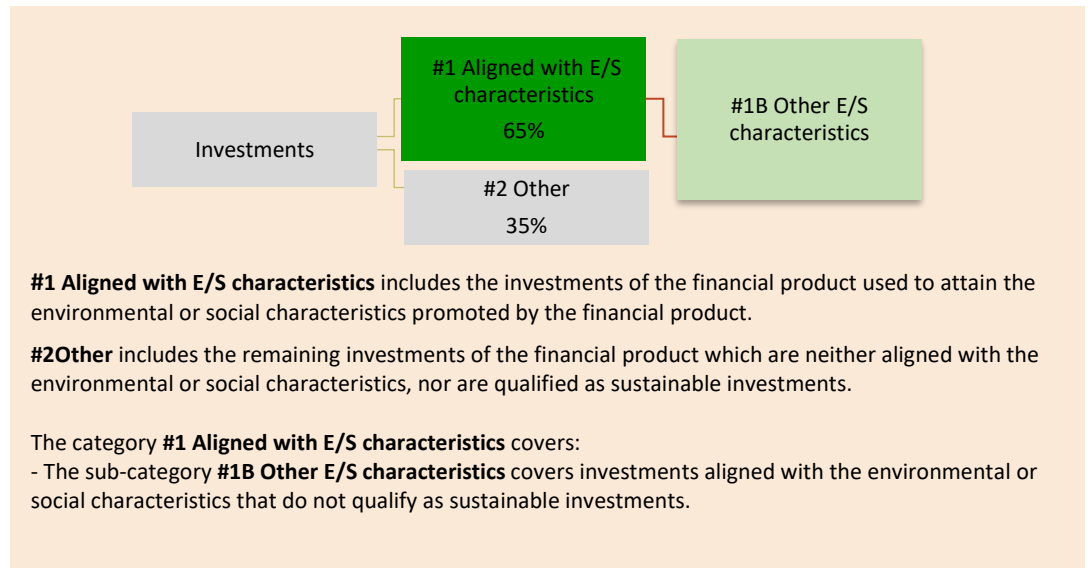 #1 Aligned with E/S
characteristics
65%
#1B Other E/S
characteristics
Investments
#2 Other
35%
#1 Aligned with E/S characteristics includes the investments of the financial product used to attain the
environmental or social characteristics promoted by the financial product.
#2Other includes the remaining investments of the financial product which are neither aligned with the
environmental or social characteristics, nor are qualified as sustainable investments.
The category #1 Aligned with E/S characteristics covers:
- The sub-category #1B Other E/S characteristics covers investments aligned with the environmental or
social characteristics that do not qualify as sustainable investments.